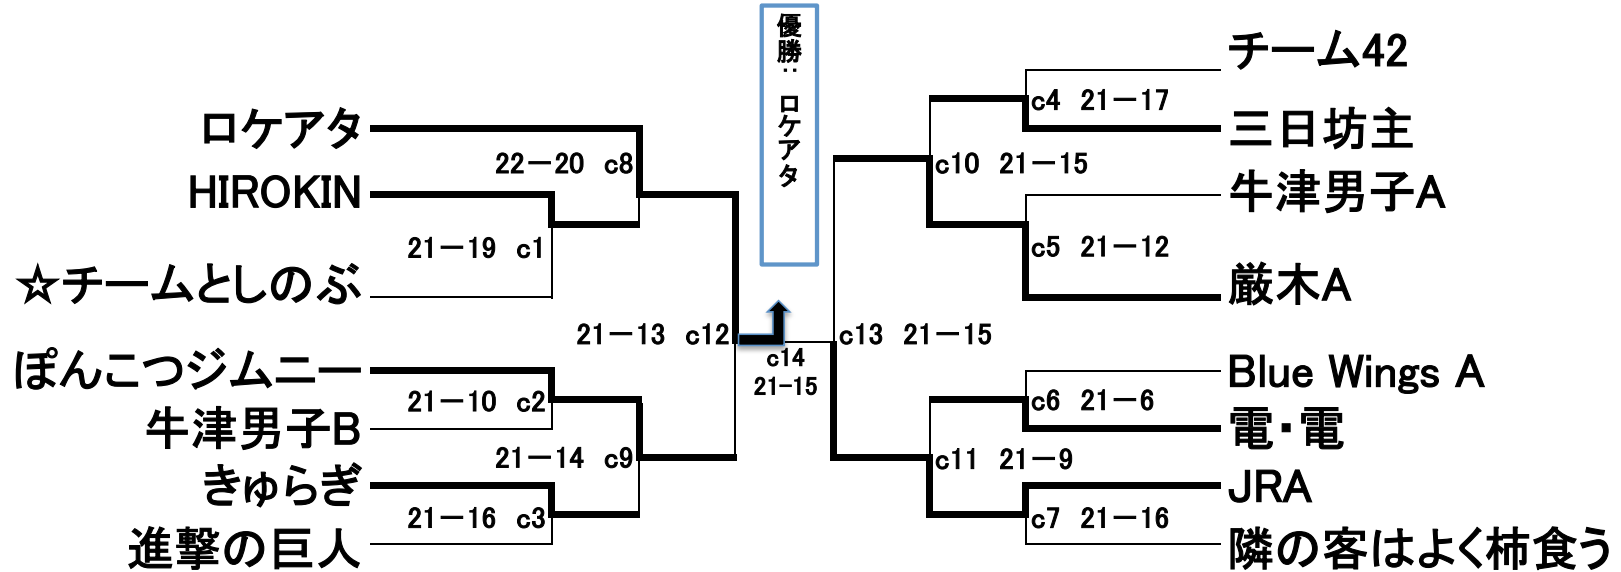 優勝：ロケアタ
ロケアタ
22－20 c8
HIROKIN
21－19 c1
☆チームとしのぶ
21－13 c12
ぽんこつジムニー
21－10 c2
牛津男子B
21－14 c9
きゅらぎ
21－16 c3
進撃の巨人
c14
21-15
チーム42
c4 21－17
三日坊主
c10 21－15
牛津男子A
c5 21－12
厳木A
c13 21－15
Blue Wings A
c6 21－6
電・電
c11 21－9
JRA
c7 21－16
隣の客はよく柿食う